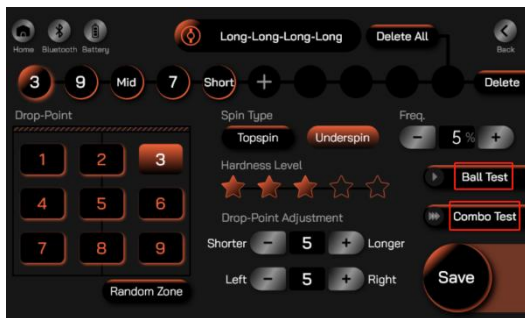 Long-Long-Long-Long
Delete All
Home Bluetooth Battery
Back
3 9 Mid 7 Short +
Delete
Drop-Point
Spin Type
Freq.
Topspin Underspin
- 5 % +
1 2 3
Hardness Level
Ball Test
4 5 6
Drop-Point Adjustment
Combo Test
7 8 9
Shorter - 5 + Longer
Left - 5 + Right
Save
Random Zone